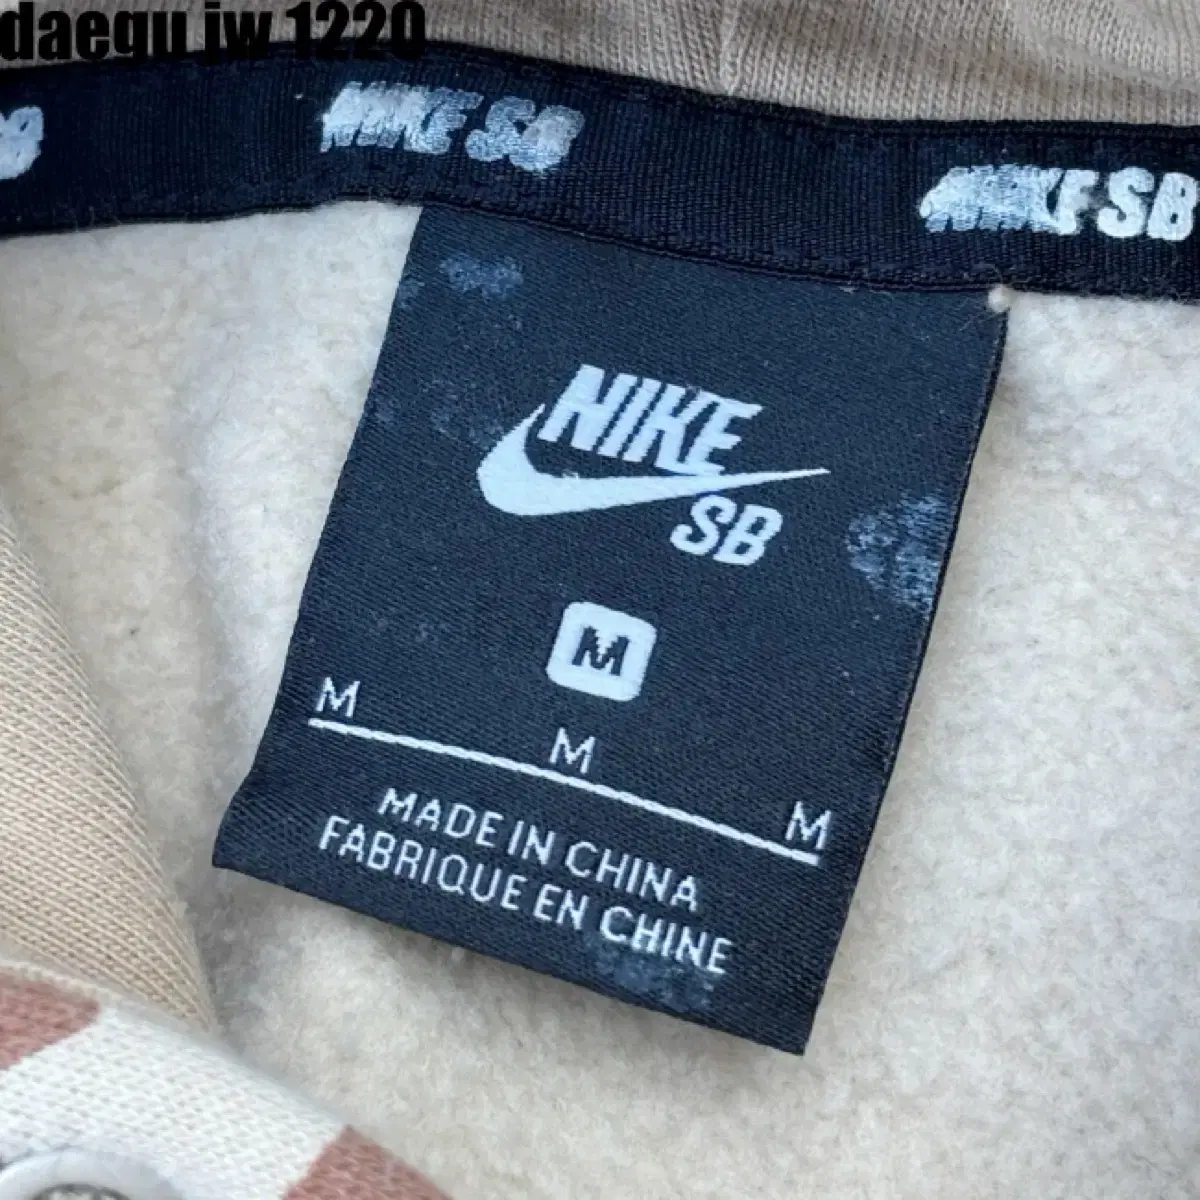 daegu jw 1220
NIKE SB
NIKE SB
NIKE
SB
M
M
M
M
MADE IN CHINA
FABRIQUE EN CHINE